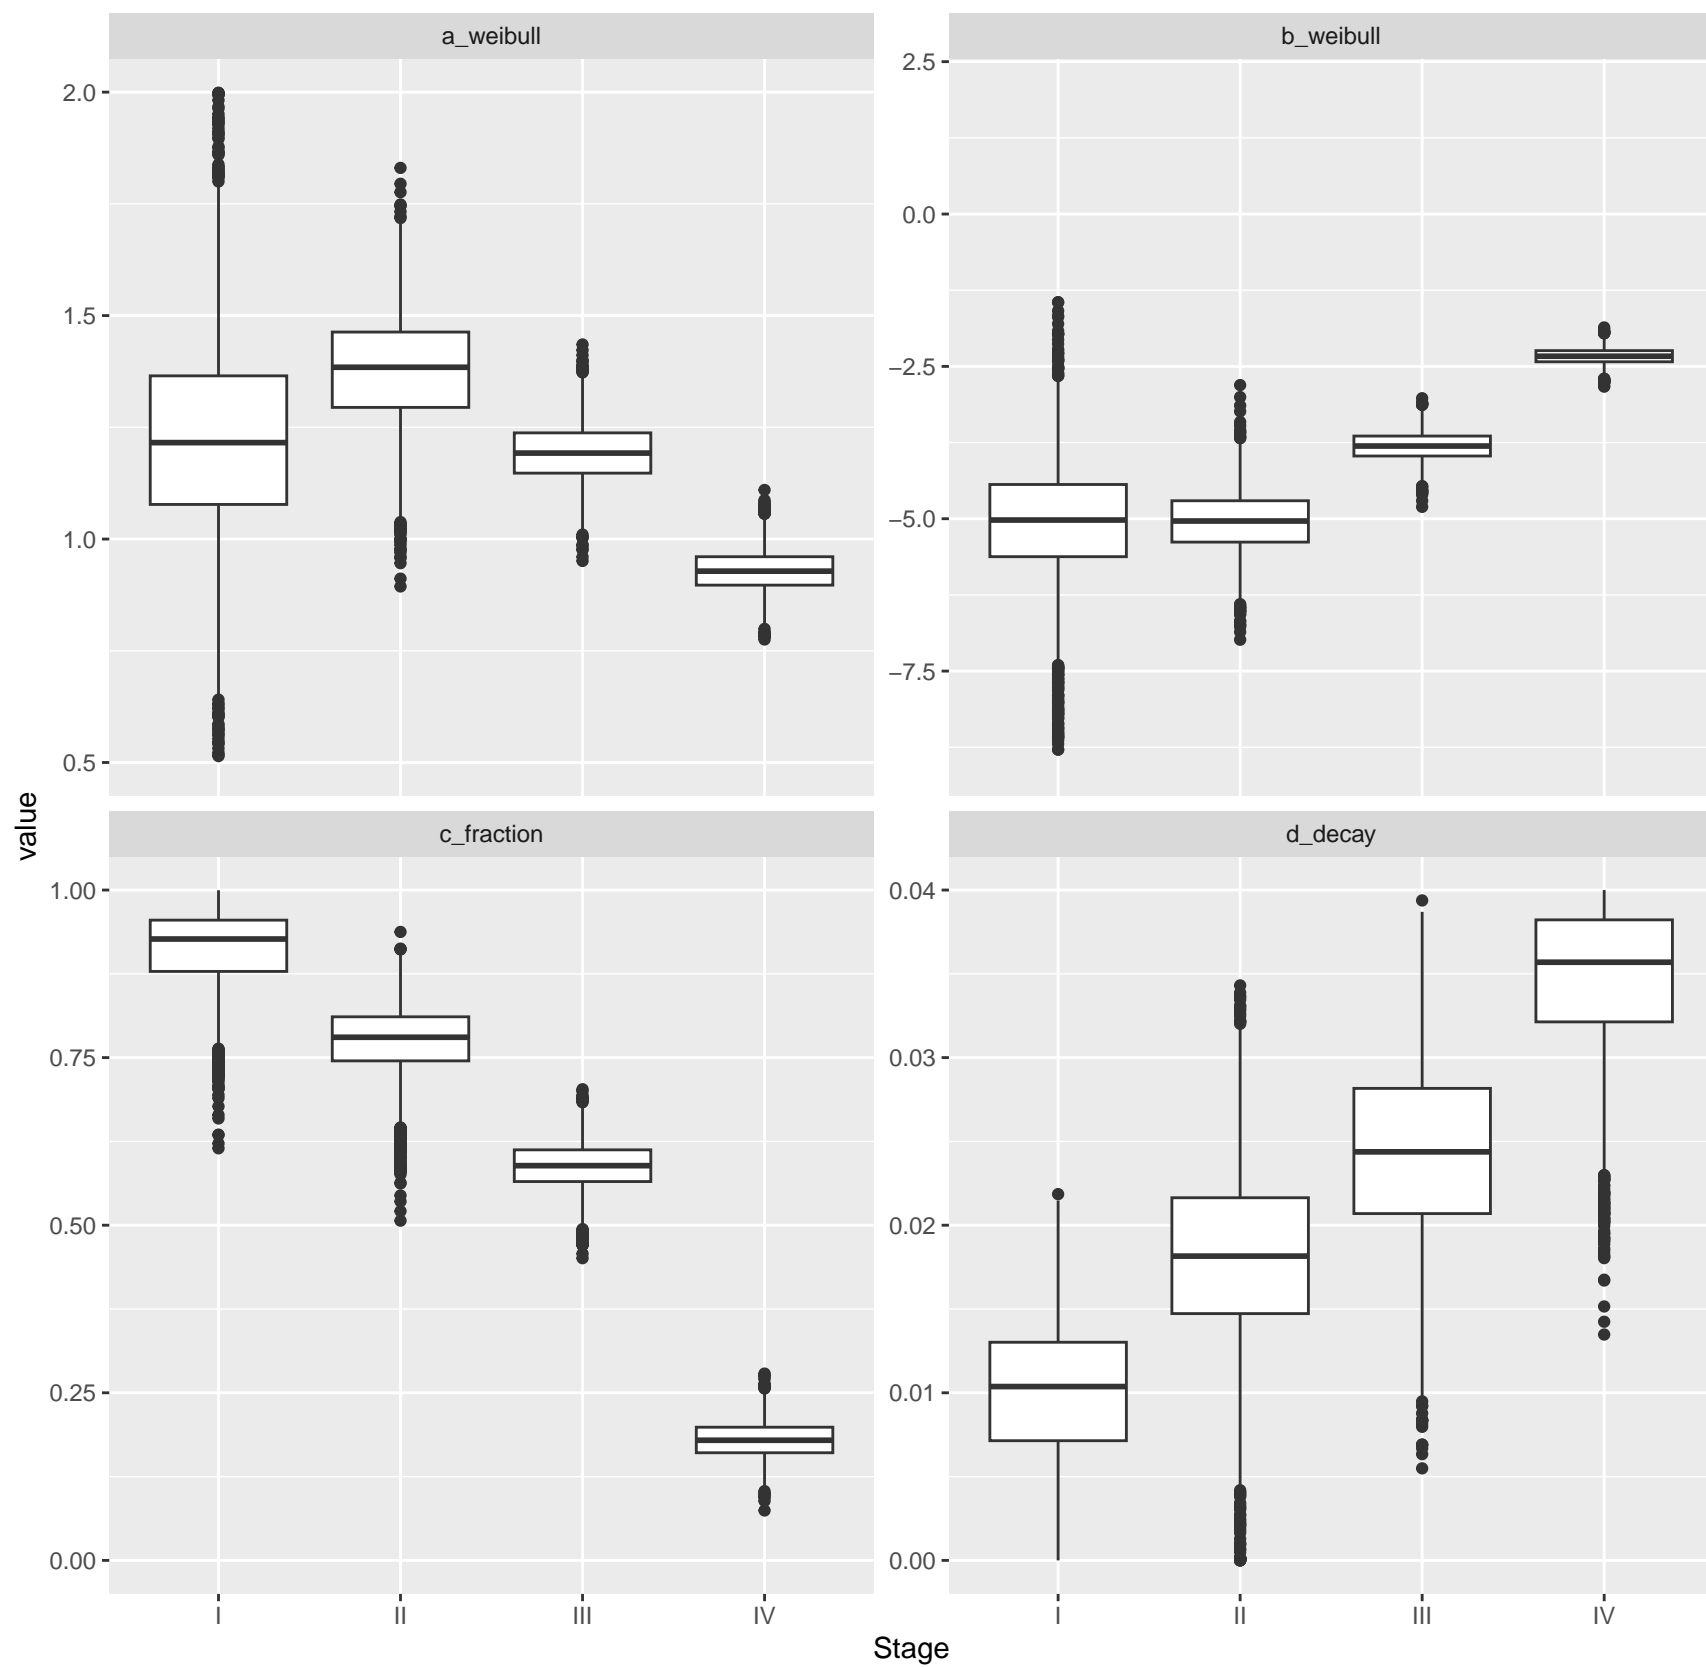 a_weibull
b_weibull
2.0
1.5
1.0
0.5
2.5
0.0
−2.5
−5.0
−7.5
value
c_fraction
d_decay
1.00
0.75
0.50
0.25
0.00
0.04
0.03
0.02
0.01
0.00
I II III IV
I II III IV
Stage